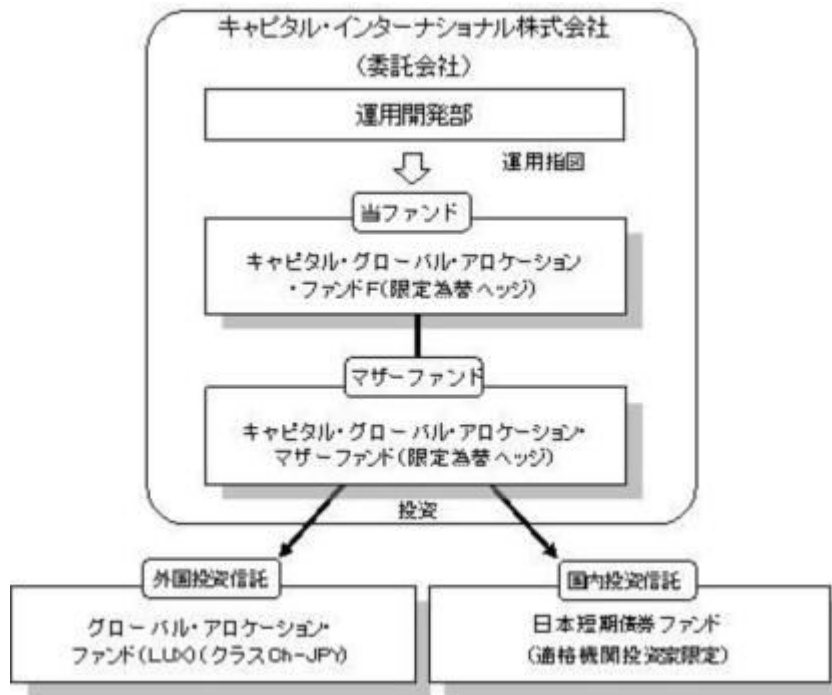 キャピタル・インターナショナル株式会社
(委託会社)
運用開発部
運用指図
当ファンド
キャピタル・グローバル・アロケーション
・ファンドF(限定為替ヘッジ)
マザーファンド
キャピタル・グローバル・アロケーション・
マザーファンド(限定為替ヘッジ)
投資
外国投資信託
グローバル・アロケーション・
ファンド(LUX)(クラスCh-JPY)
国内投資信託
日本短期債券ファンド
(適格機関投資家限定)